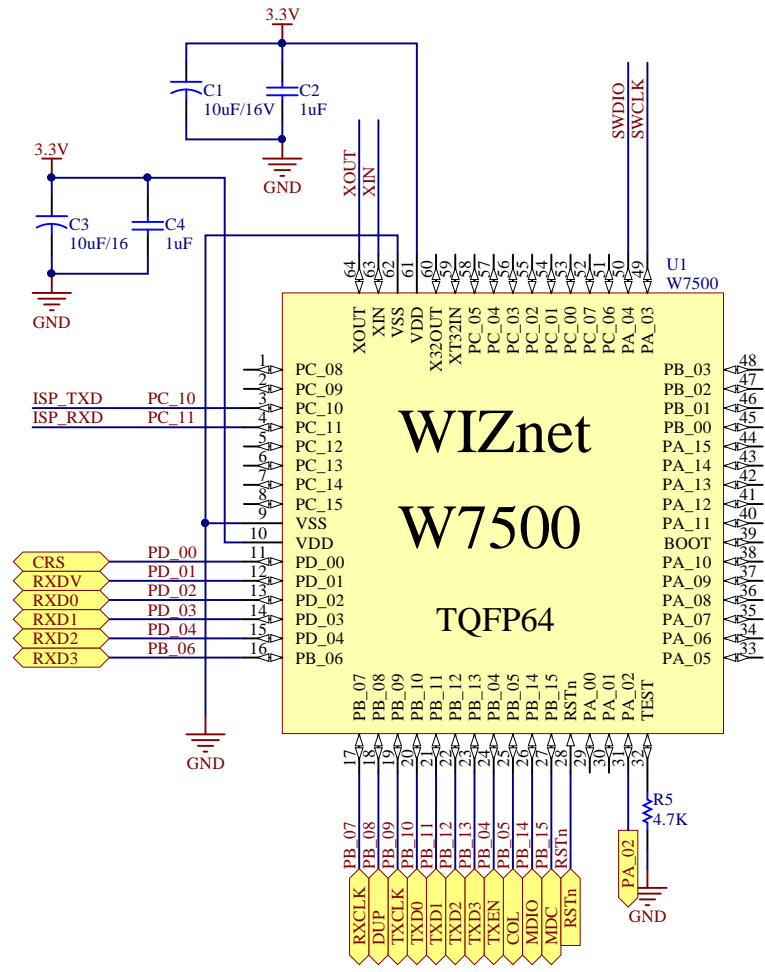 3.3V
C1
10uF/16V
C2
1uF
GND
3.3V
C3
10uF/16
C4
1uF
GND
XOUT
XIN
SWDIO
SWCLK
64
63
62
61
60
59
58
57
56
55
54
53
52
51
50
49
U1
W7500
XOUT
XIN
VSS
VDD
X32OUT
XT32IN
PC_05
PC_04
PC_03
PC_02
PC_01
PC_00
PC_07
PC_06
PA_04
PA_03
1 PC_08
2 PC_09
ISP_TXD PC_10 3 PC_10
ISP_RXD PC_11 4 PC_11
5 PC_12
6 PC_13
7 PC_14
8 PC_15
9 VSS
10 VDD
CRS PD_00 11 PD_00
RXDV PD_01 12 PD_01
RXD0 PD_02 13 PD_02
RXD1 PD_03 14 PD_03
RXD2 PD_04 15 PD_04
RXD3 PB_06 16 PB_06
WIZnet
W7500
TQFP64
PB_03 48
PB_02 47
PB_01 46
PB_00 45
PA_15 44
PA_14 43
PA_13 42
PA_12 41
PA_11 40
BOOT 39
PA_10 38
PA_09 37
PA_08 36
PA_07 35
PA_06 34
PA_05 33
PB_07
PB_08
PB_09
PB_10
PB_11
PB_12
PB_13
PB_04
PB_05
PB_14
PB_15
RSTn
PA_00
PA_01
PA_02
TEST
17
18
19
20
21
22
23
24
25
26
27
28
29
30
31
32
GND
PB_07
PB_08
PB_09
PB_10
PB_11
PB_12
PB_13
PB_04
PB_05
PB_14
PB_15
RSTn
R5
4.7K
RXCLK
DUP
TXCLK
TXD0
TXD1
TXD2
TXD3
TXEN
COL
MDIO
MDC
RSTn
PA_02
GND